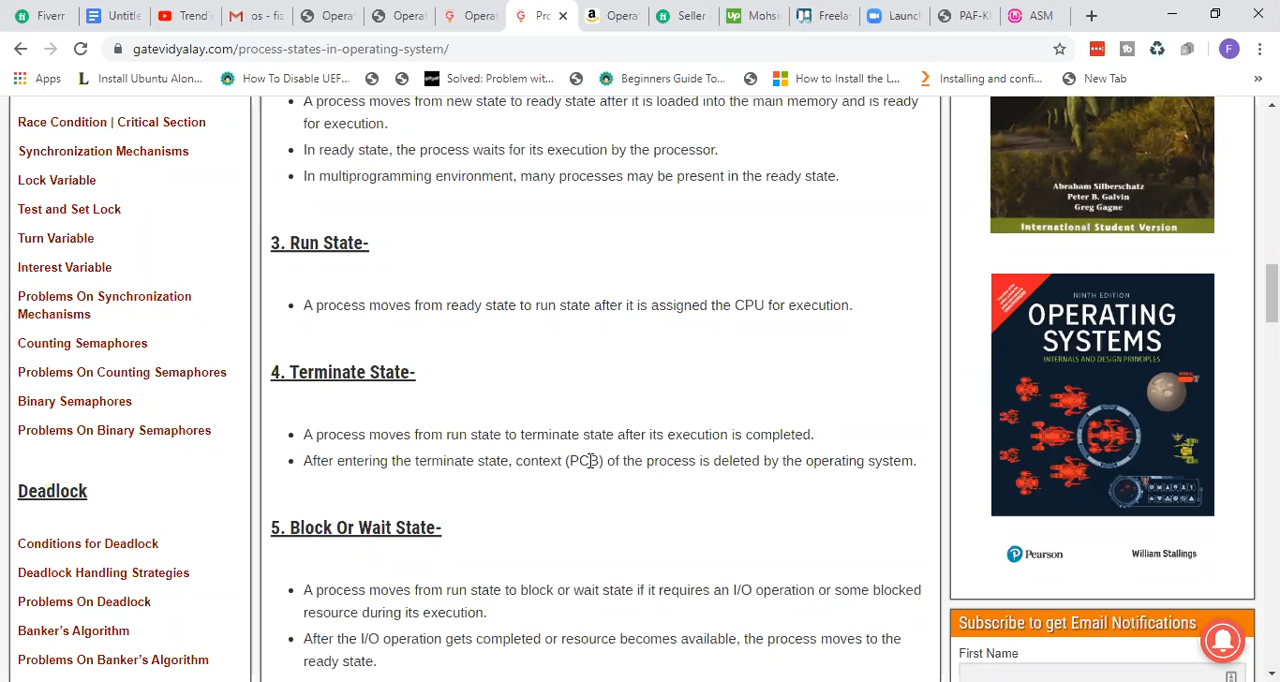 Fiverr
Untitle
Trend
os - fiz
Operat
Operat
Operat
Pro
Opera
Seller
Mohsi
Freela
Launc
PAF-KI
ASM
gatevidyalay.com/process-states-in-operating-system/
F
Apps
Install Ubuntu Alon...
How To Disable UEF...
Solved: Problem wit...
Beginners Guide To...
How to Install the L...
Installing and confi...
New Tab
»
Race Condition | Critical Section
Synchronization Mechanisms
Lock Variable
Test and Set Lock
Turn Variable
Interest Variable
Problems On Synchronization
Mechanisms
Counting Semaphores
Problems On Counting Semaphores
Binary Semaphores
Problems On Binary Semaphores
Deadlock
Conditions for Deadlock
Deadlock Handling Strategies
Problems On Deadlock
Banker's Algorithm
Problems On Banker's Algorithm
A process moves from new state to ready state after it is loaded into the main memory and is ready
for execution.
In ready state, the process waits for its execution by the processor.
In multiprogramming environment, many processes may be present in the ready state.
3. Run State-
A process moves from ready state to run state after it is assigned the CPU for execution.
4. Terminate State-
A process moves from run state to terminate state after its execution is completed.
After entering the terminate state, context (PCB) of the process is deleted by the operating system.
5. Block Or Wait State-
A process moves from run state to block or wait state if it requires an I/O operation or some blocked
resource during its execution.
After the I/O operation gets completed or resource becomes available, the process moves to the
ready state.
Abraham Silberschatz
Peter B. Galvin
Greg Gagne
International Student Version
NINTH EDITION
OPERATING
SYSTEMS
INTERNALS AND DESIGN PRINCIPLES
Pearson
William Stallings
Subscribe to get Email Notifications
First Name